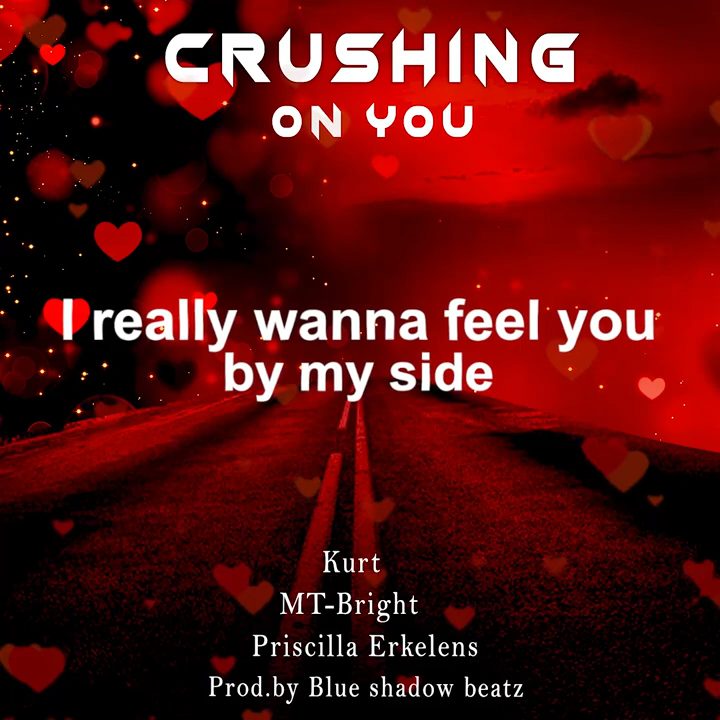 CRUSHING
ON YOU
I really wanna feel you
by my side
Kurt
MT-Bright
Priscilla Erkelens
Prod.by Blue shadow beatz